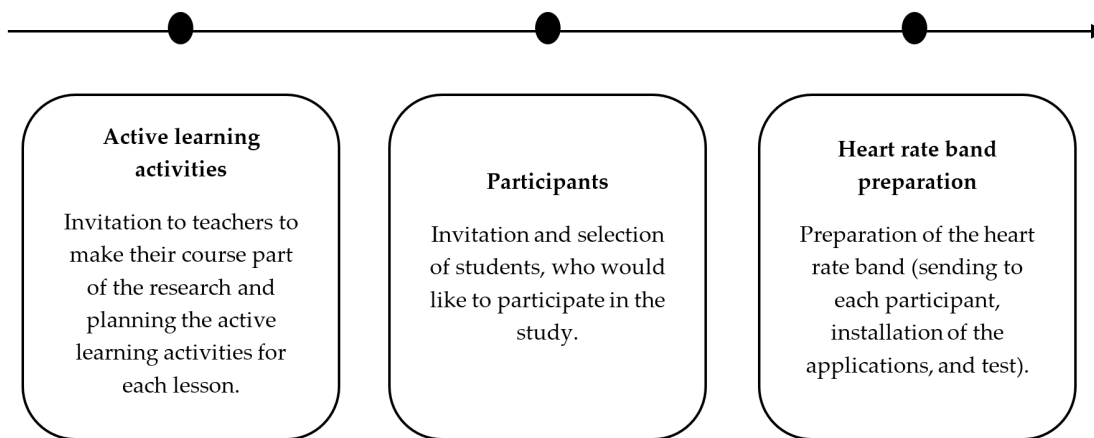 Active learning
activities
Invitation to teachers to
make their course part
of the research and
planning the active
learning activities for
each lesson.
Participants
Invitation and selection
of students, who would
like to participate in the
study.
Heart rate band
preparation
Preparation of the heart
rate band (sending to
each participant,
installation of the
applications, and test).